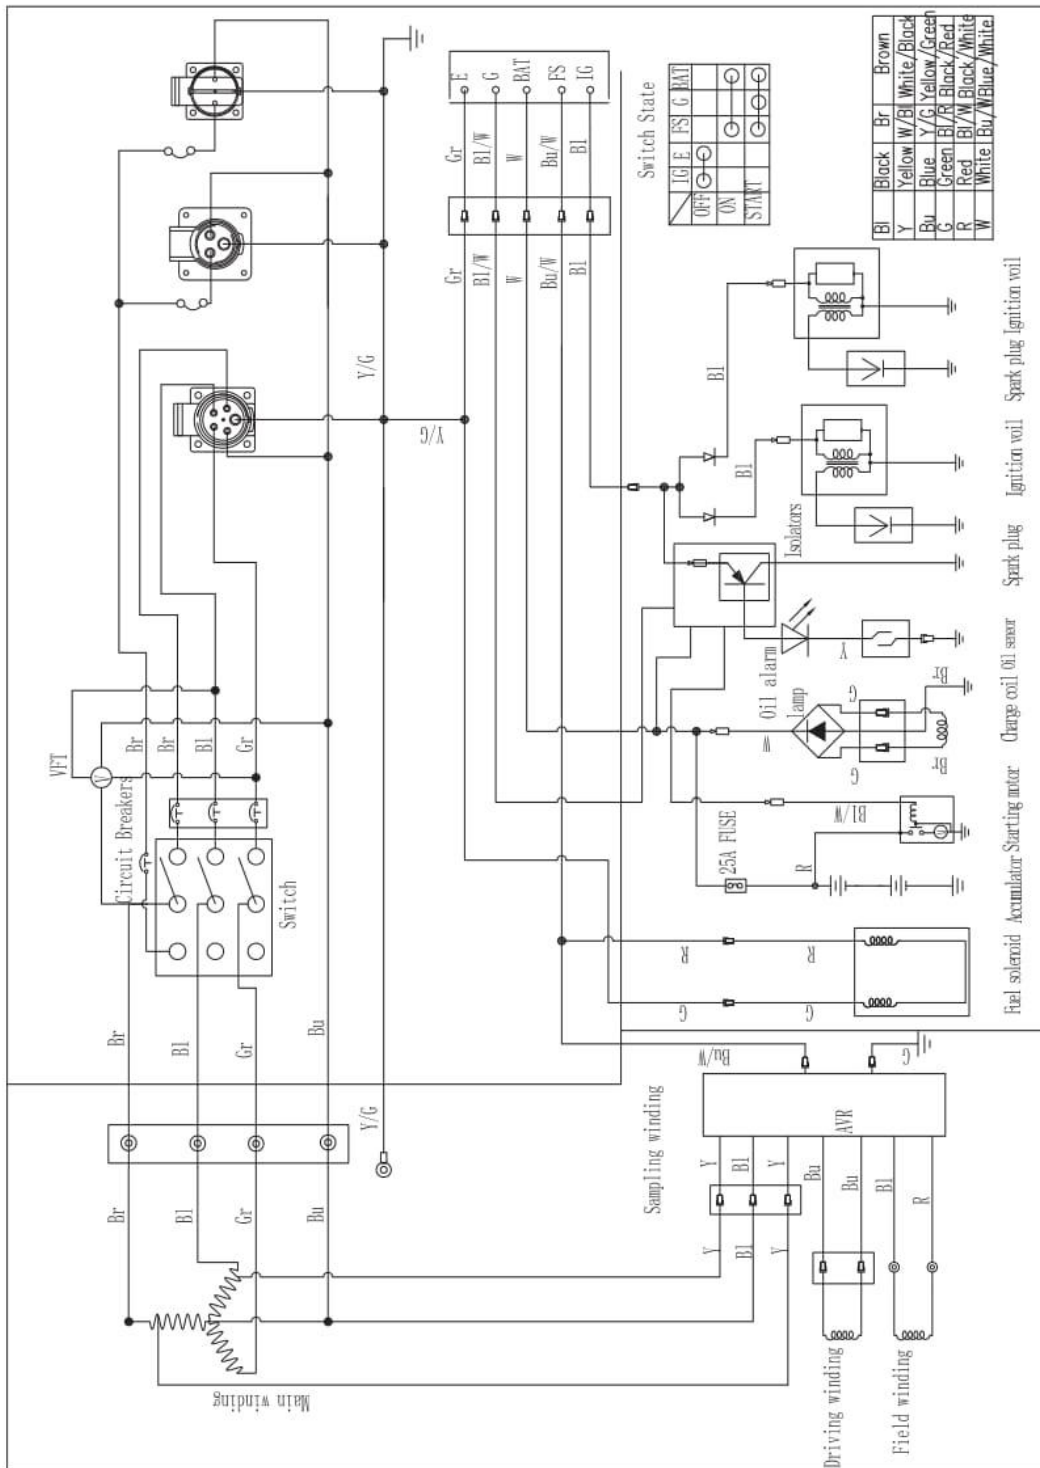 E
G
BAT
FS
IG
Gr
Bl/W
W
Bu/W
Bl
Gr
Bl/W
W
Bu/W
Bl
Switch State
IG E FS G BAT
OFF
ON
START
Bl Black Br Brown
Y Yellow W/Bl White/Black
Bu Blue Y/G Yellow/Green
G Green Bl/R Black/Red
R Red Bl/W Black/White
W White Bu/W Blue/White
Y/G
Y/G
Bl
Bl
Isolators
Spark plug Ignition voil
Ignition voil
Spark plug
Oil sensor
Charge coil
Starting motor
Accumulator
Fuel solenoid
VFT
V
Br
Br
Bl
Gr
Circuit Breakers
Switch
Oil alarm
lamp
Y
W
G
G
Br
Br
Bl/W
25A FUSE
R
R
R
G
G
Br
Bl
Gr
Bu
Y/G
Br
Bl
Gr
Bu
Main winding
Sampling winding
Bu/W
G
AVR
Y
Bl
Y
Bu
Bu
Bl
R
Y
Bl
Y
Driving winding
Field winding